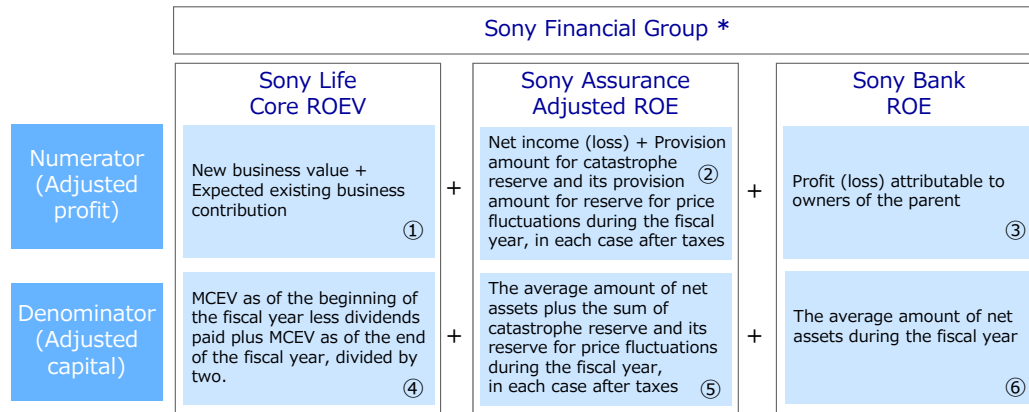 Sony Financial Group *
Sony Life
Core ROEV
Sony Assurance
Adjusted ROE
Sony Bank
ROE
Numerator
(Adjusted
profit)
New business value +
Expected existing business
contribution
①
+
Net income (loss) + Provision
amount for catastrophe
reserve and its provision ②
amount for reserve for price
fluctuations during the fiscal
year, in each case after taxes
+
Profit (loss) attributable to
owners of the parent
③
Denominator
(Adjusted
capital)
MCEV as of the beginning of
the fiscal year less dividends
paid plus MCEV as of the end
of the fiscal year, divided by
two.
④
+
The average amount of net
assets plus the sum of
catastrophe reserve and its
reserve for price fluctuations
during the fiscal year,
in each case after taxes ⑤
+
The average amount of net
assets during the fiscal year
⑥